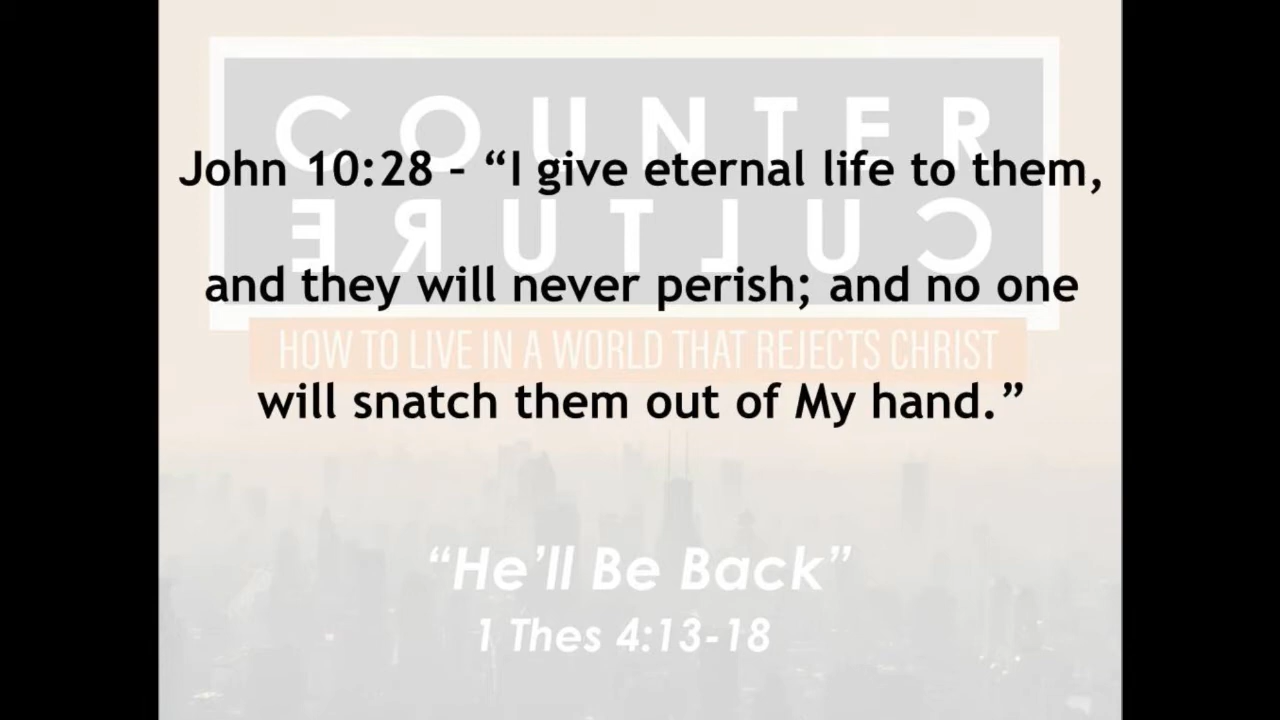 COUNTER
John 10:28 – “I give eternal life to them,
CULTURE
and they will never perish; and no one
HOW TO LIVE IN A WORLD THAT REJECTS CHRIST
will snatch them out of My hand.”
“He’ll Be Back”
1 Thes 4:13-18